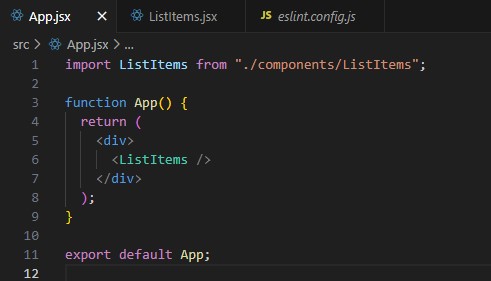 App.jsx ListItems.jsx JS eslint.config.js
src > App.jsx > ...
1 import ListItems from "./components/ListItems";
2
3 function App() {
4 return (
5 <div>
6 <ListItems />
7 </div>
8 );
9 }
10
11 export default App;
12